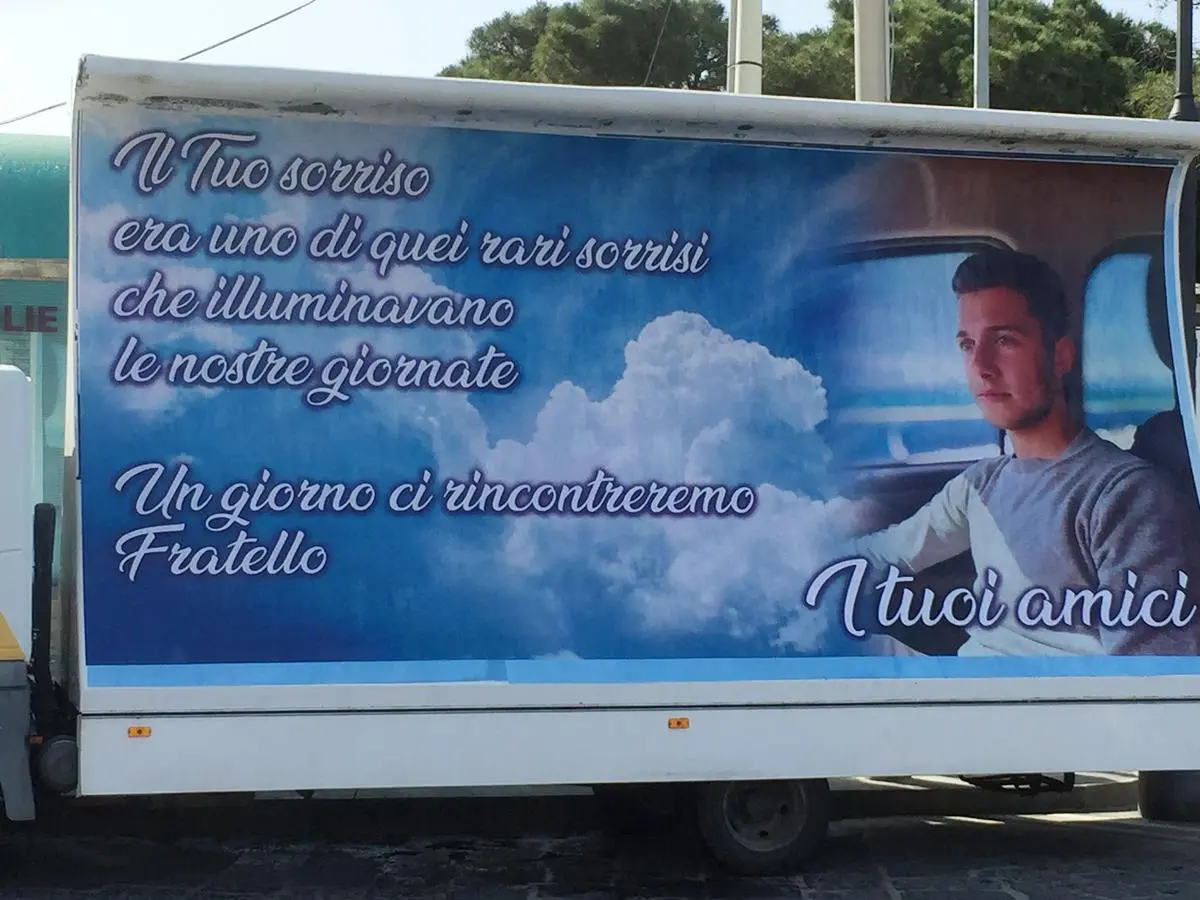 Il Tuo sorriso
era uno di quei rari sorrisi
che illuminavano
le nostre giornate
Un giorno ci rincontreremo
Fratello
I tuoi amici
LIE